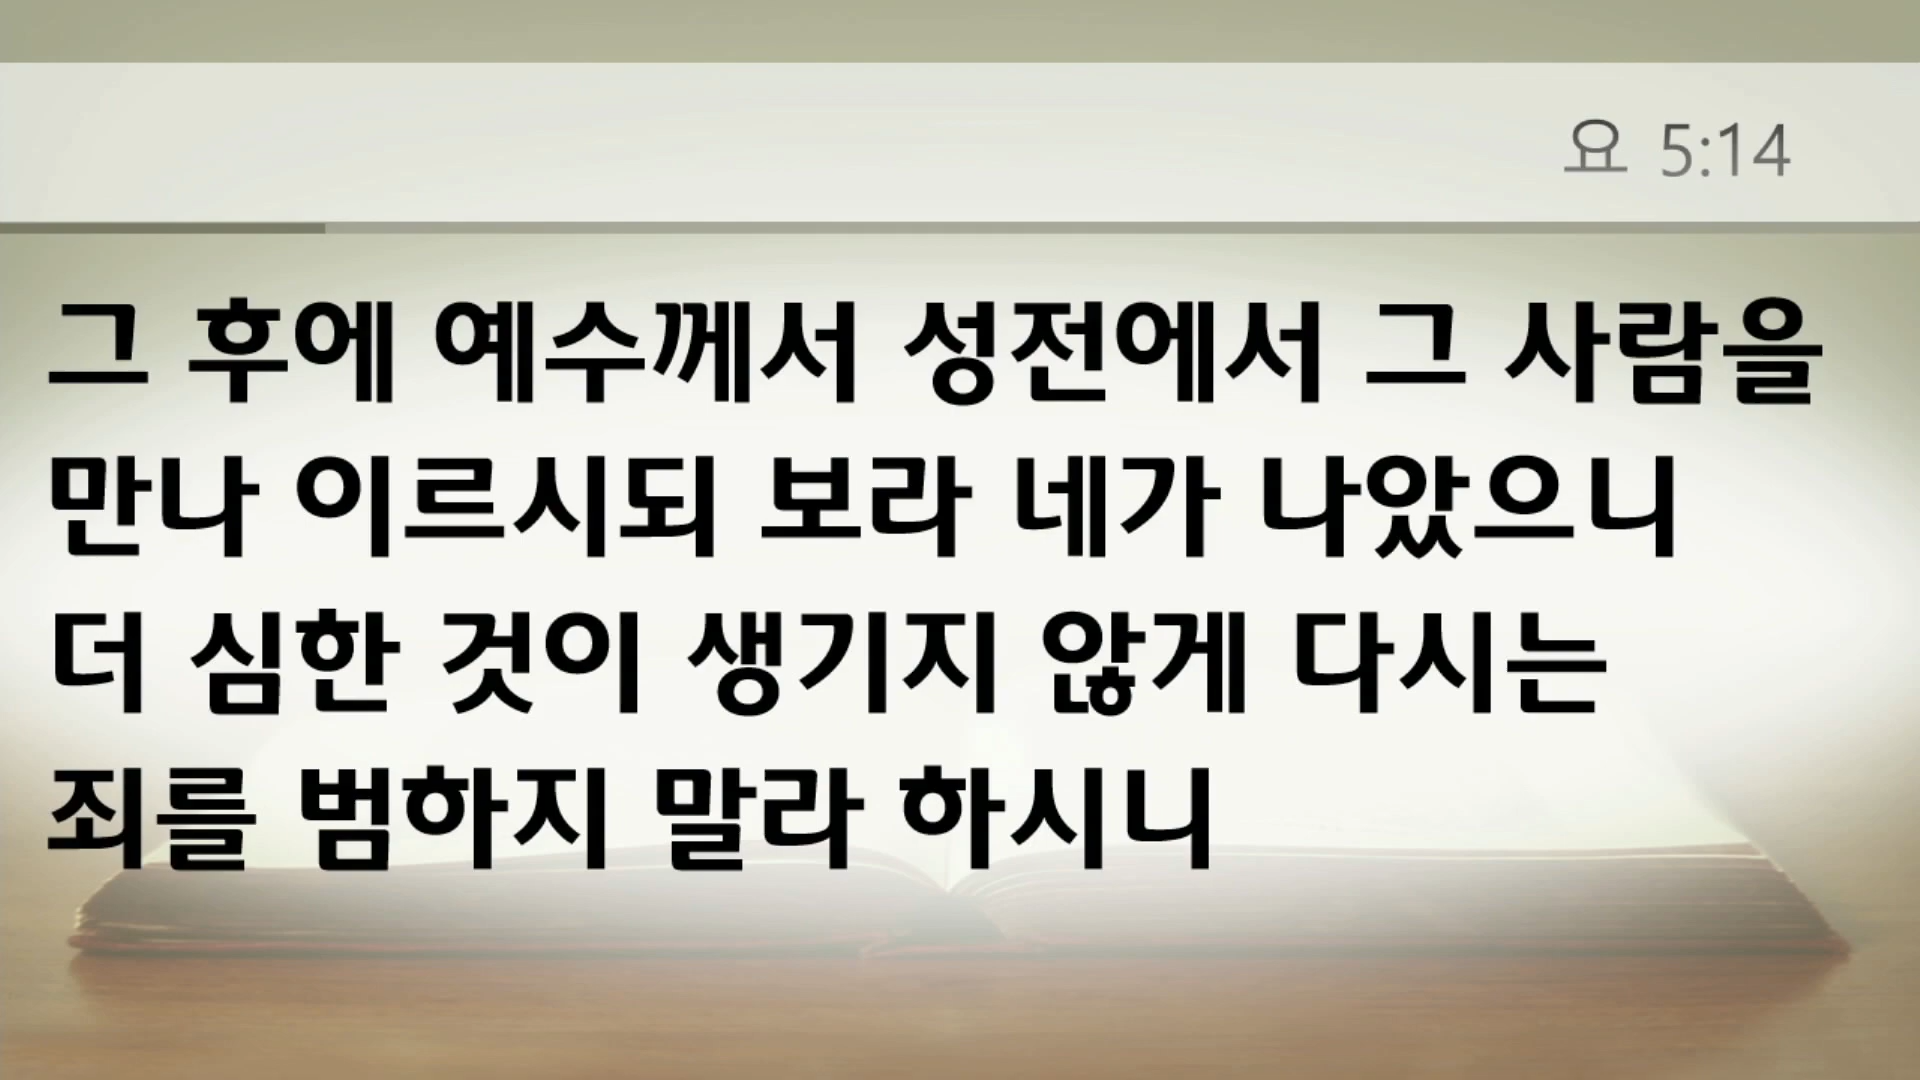 요 5:14
그 후에 예수께서 성전에서 그 사람을
만나 이르시되 보라 네가 나았으니
더 심한 것이 생기지 않게 다시는
죄를 범하지 말라 하시니